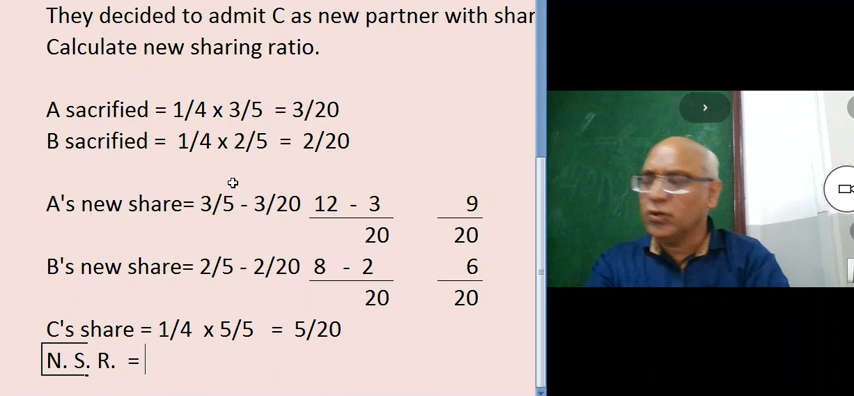 They decided to admit C as new partner with shar
Calculate new sharing ratio.
A sacrified = 1/4 x 3/5 = 3/20
B sacrified = 1/4 x 2/5 = 2/20
A's new share= 3/5 - 3/20 12 - 3 9
20 20
B's new share= 2/5 - 2/20 8 - 2 6
20 20
C's share = 1/4 x 5/5 = 5/20
N. S. R. =